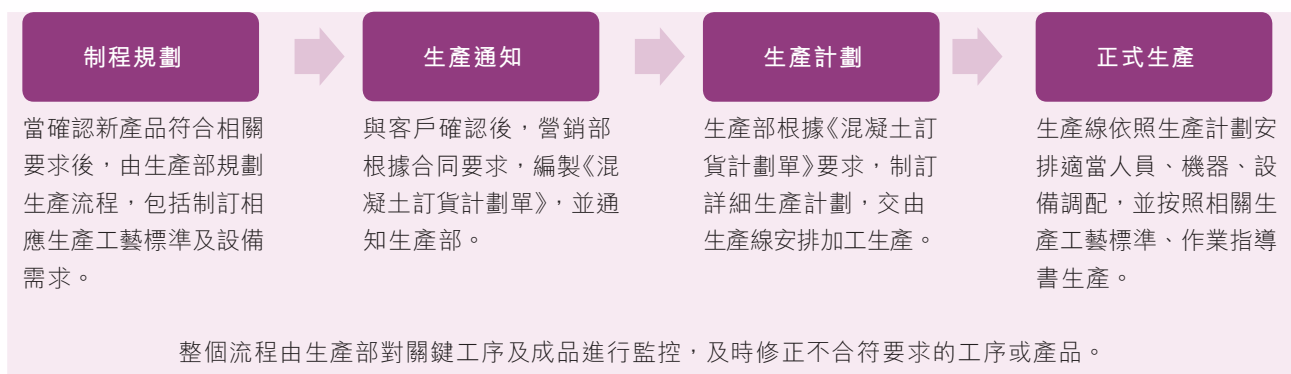 制程規劃
當確認新產品符合相關
要求後，由生產部規劃
生產流程，包括制訂相
應生產工藝標準及設備
需求。
生產通知
與客戶確認後，營銷部
根據合同要求，編製《混
凝土訂貨計劃單》，並通
知生產部。
生產計劃
生產部根據《混凝土訂
貨計劃單》要求，制訂
詳細生產計劃，交由
生產線安排加工生產。
正式生產
生產線依照生產計劃安
排適當人員、機器、設
備調配，並按照相關生
產工藝標準、作業指導
書生產。
整個流程由生產部對關鍵工序及成品進行監控，及時修正不合符要求的工序或產品。